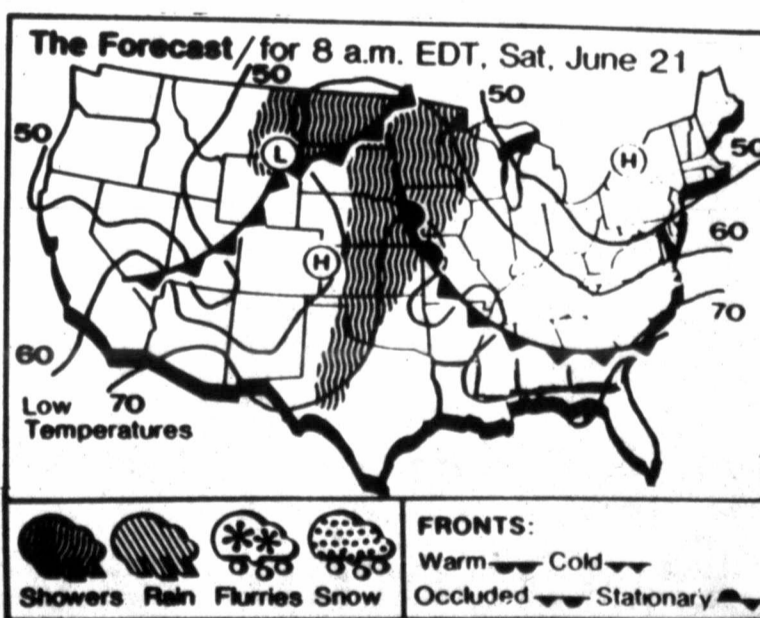 The Forecast / for 8 a.m. EDT, Sat, June 21
50
50
50
50
L
H
H
60
70
60
70
Low
Temperatures
Showers Rain Flurries Snow
FRONTS:
Warm Cold
Occluded Stationary